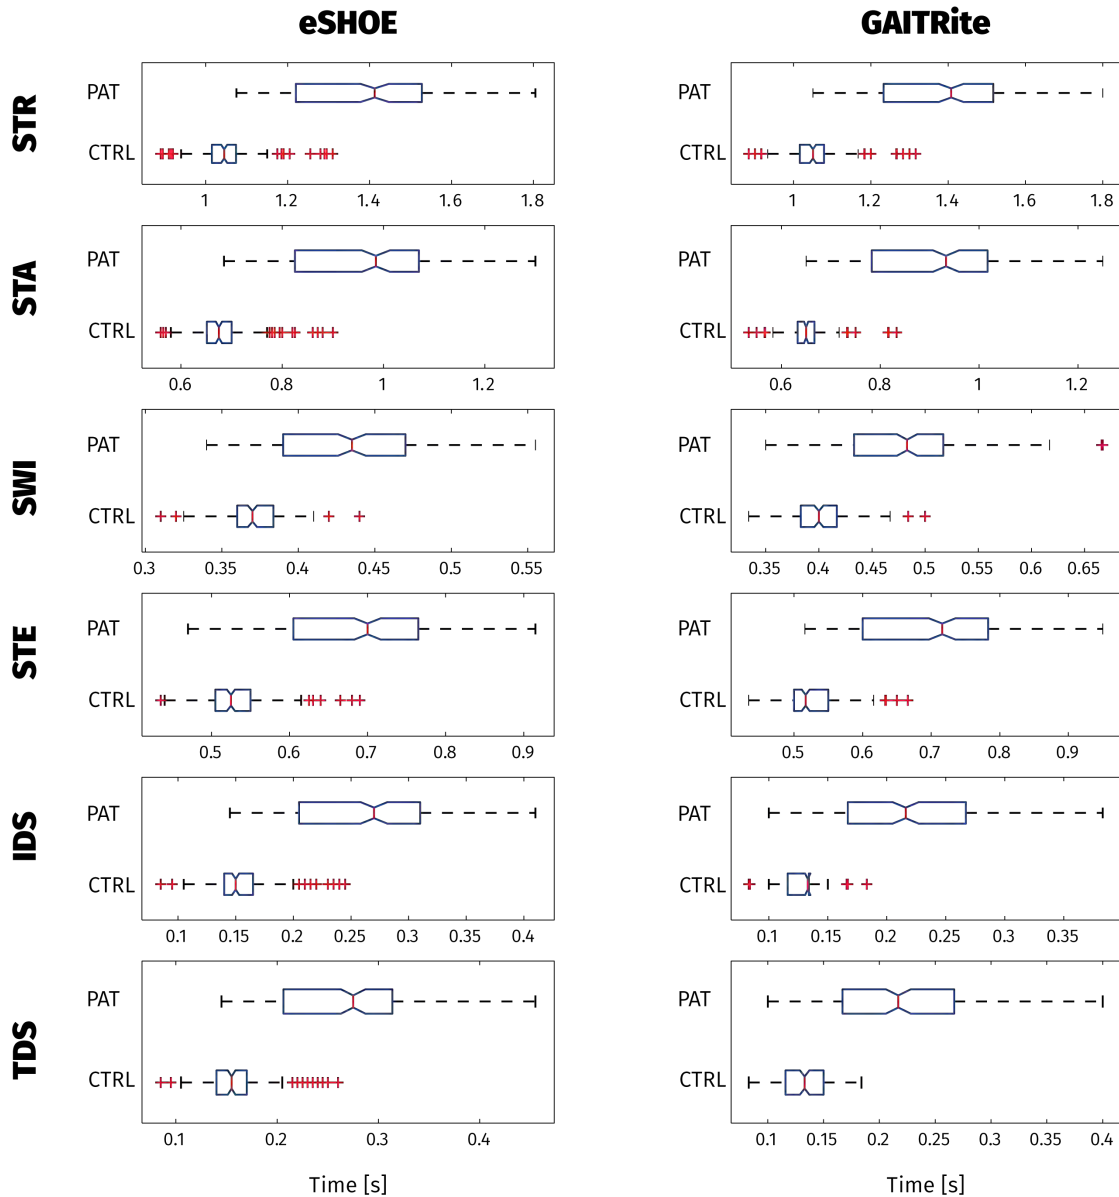 eSHOE GAITRite
STR
PAT PAT
CTRL CTRL
1 1.2 1.4 1.6 1.8 1 1.2 1.4 1.6 1.8
STA
PAT PAT
CTRL CTRL
0.6 0.8 1 1.2 0.6 0.8 1 1.2
SWI
PAT PAT
CTRL CTRL
0.3 0.35 0.4 0.45 0.5 0.55 0.35 0.4 0.45 0.5 0.55 0.6 0.65
STE
PAT PAT
CTRL CTRL
0.5 0.6 0.7 0.8 0.9 0.5 0.6 0.7 0.8 0.9
IDS
PAT PAT
CTRL CTRL
0.1 0.15 0.2 0.25 0.3 0.35 0.4 0.1 0.15 0.2 0.25 0.3 0.35
TDS
PAT PAT
CTRL CTRL
0.1 0.2 0.3 0.4 0.1 0.15 0.2 0.25 0.3 0.35 0.4
Time [s] Time [s]